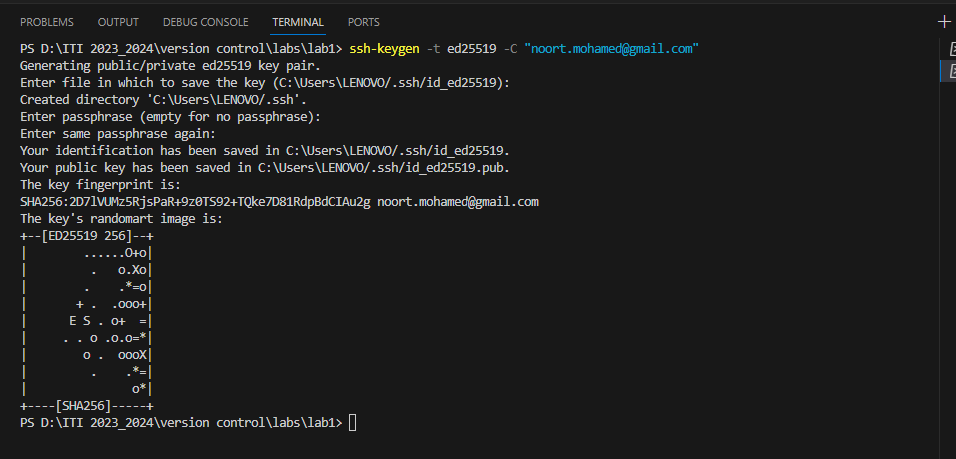 PROBLEMS OUTPUT DEBUG CONSOLE TERMINAL PORTS
PS D:\ITI 2023_2024\version control\labs\lab1> ssh-keygen -t ed25519 -C "noort.mohamed@gmail.com"
Generating public/private ed25519 key pair.
Enter file in which to save the key (C:\Users\LENOVO/.ssh/id_ed25519):
Created directory 'C:\Users\LENOVO/.ssh'.
Enter passphrase (empty for no passphrase):
Enter same passphrase again:
Your identification has been saved in C:\Users\LENOVO/.ssh/id_ed25519.
Your public key has been saved in C:\Users\LENOVO/.ssh/id_ed25519.pub.
The key fingerprint is:
SHA256:2D7lVUMz5RjsPaR+9z0TS92+TQke7D81RdpBdCIAu2g noort.mohamed@gmail.com
The key's randomart image is:
+--[ED25519 256]--+
|        ......O+o|
|         .   o.Xo|
|        .    .*=o|
|       + .  .ooo+|
|      E S . o+  =|
|     . . o .o.o=*|
|        o .  oooX|
|         .    .*=|
|               o*|
+----[SHA256]-----+
PS D:\ITI 2023_2024\version control\labs\lab1>